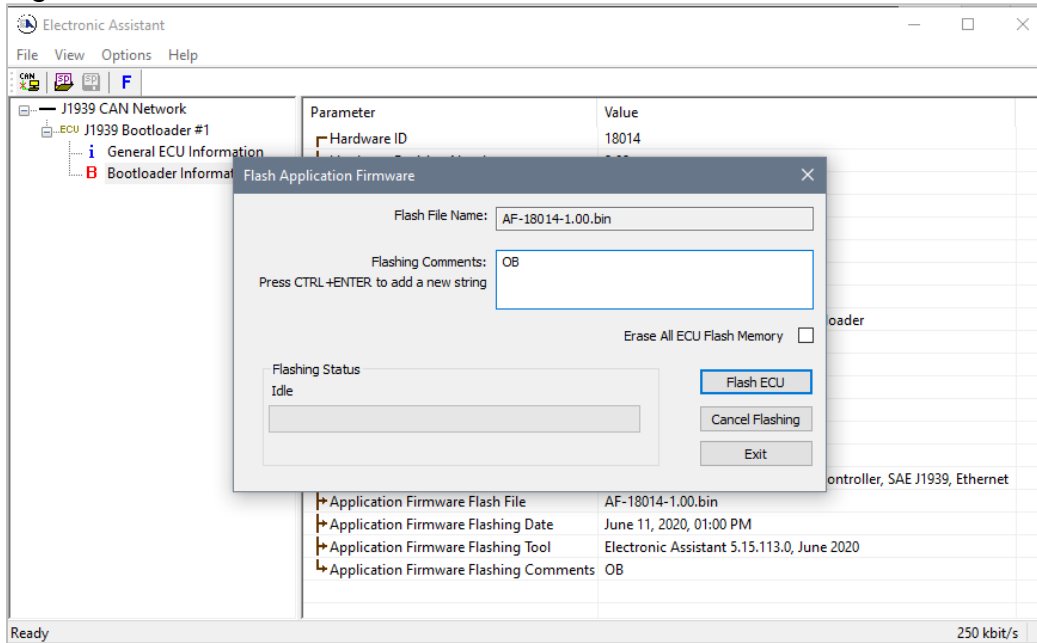 Electronic Assistant
File View Options Help
F
J1939 CAN Network
ECU J1939 Bootloader #1
i General ECU Information
B Bootloader Informat
Parameter Value
Hardware ID 18014
Flash Application Firmware
Flash File Name: AF-18014-1.00.bin
Flashing Comments: OB
Press CTRL+ENTER to add a new string
oader
Erase All ECU Flash Memory
Flashing Status
Idle
Flash ECU
Cancel Flashing
Exit
ontroller, SAE J1939, Ethernet
Application Firmware Flash File AF-18014-1.00.bin
Application Firmware Flashing Date June 11, 2020, 01:00 PM
Application Firmware Flashing Tool Electronic Assistant 5.15.113.0, June 2020
Application Firmware Flashing Comments OB
Ready 250 kbit/s